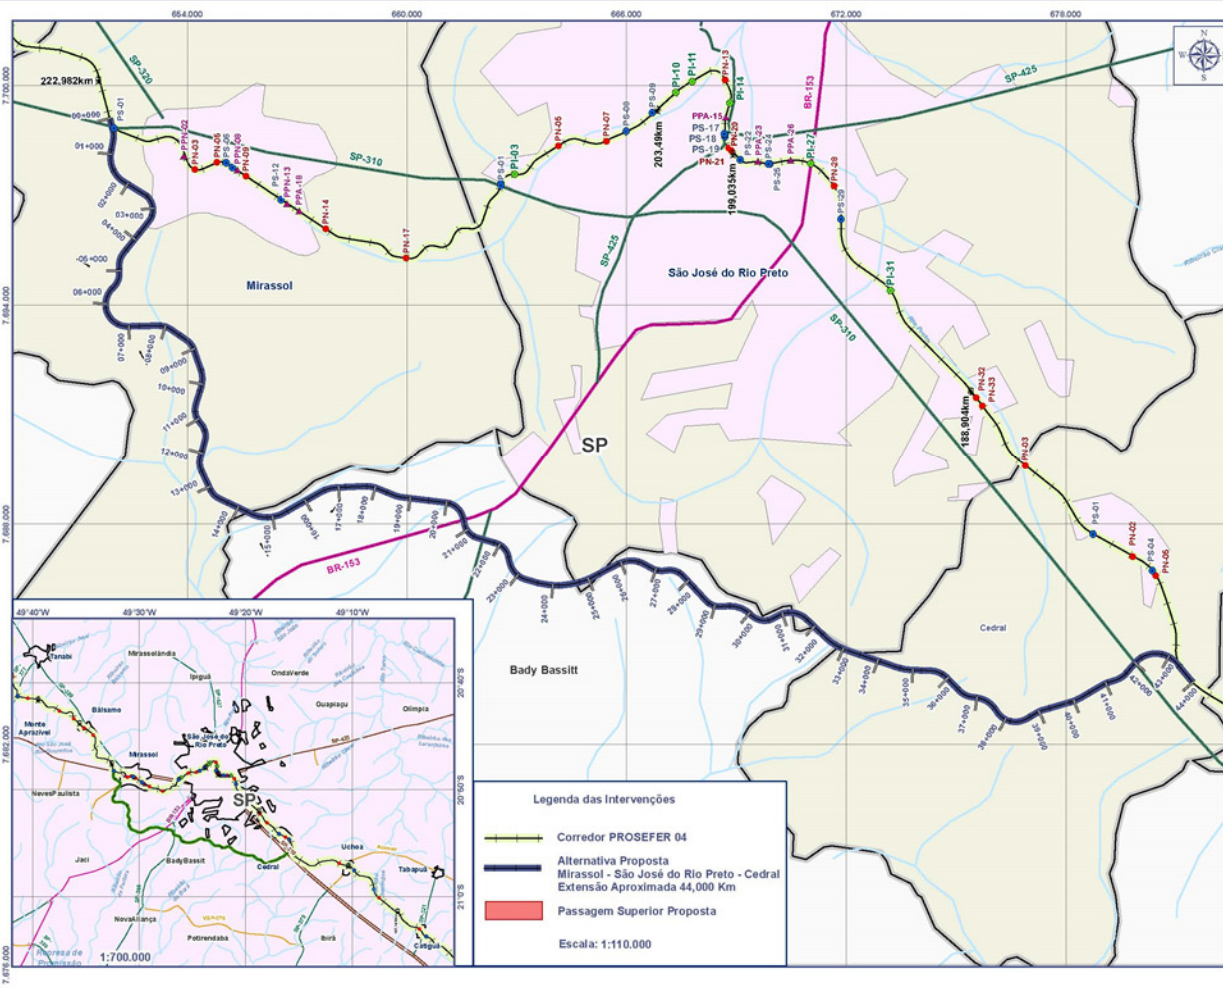 654.000
660.000
666.000
672.000
678.000
7.700.000
7.694.000
7.688.000
7.682.000
7.676.000
N
W
SP-320
222,982km
PS-01
00+000
01+000
02+000
03+000
04+000
-05+000
06+000
07+000
-08+000
09+000
10+000
11+000
12+000
13+000
14+000
-15+000
16+000
17+000
18+000
19+000
20+000
21+000
22+000
23+000
24+000
25+000
26+000
27+000
28+000
29+000
30+000
31+000
32+000
33+000
34+000
35+000
36+000
37+000
38+000
39+000
40+000
41+000
42+000
43+000
44+000
PPN-02
PN-03
PN-05
PS-06
PN-09
PS-12
PPN-13
PPA-18
PN-14
PN-17
SP-310
PS-01
PI-03
PN-05
PN-07
PS-08
PS-09
203,49km
PI-10
PI-11
PN-13
PI-14
PPA-15
PS-17
PS-18
PS-19
PN-20
PN-21
199,035km
PS-22
PPA-23
PS-24
PS-25
PPA-26
PI-27
PN-28
PS-29
PI-31
BR-153
SP-425
SP-425
São José do Rio Preto
Mirassol
SP-310
PN-32
PN-33
188,904km
PN-03
SP
PS-01
PN-02
PS-04
PN-05
BR-153
Cedral
Bady Bassitt
49°40'W
49°30'W
49°20'W
49°10'W
20°40'S
20°50'S
21°0'S
Tanabi
Mirassolândia
Ipiguá
OndaVerde
Guapiaçu
Olímpia
Bálsamo
Monte
Aprazível
Mirassol
São José do
Rio Preto
SP-425
NevesPaulista
SP
BR-153
Jaci
BadyBassit
Cedral
Uchoa
Tabapuã
NovaAliança
Potirendaba
Ibirá
Catiguá
Represa de
Promissão
1:700.000
Legenda das Intervenções
Corredor PROSEFER 04
Alternativa Proposta
Mirassol - São José do Rio Preto - Cedral
Extensão Aproximada 44,000 Km
Passagem Superior Proposta
Escala: 1:110.000